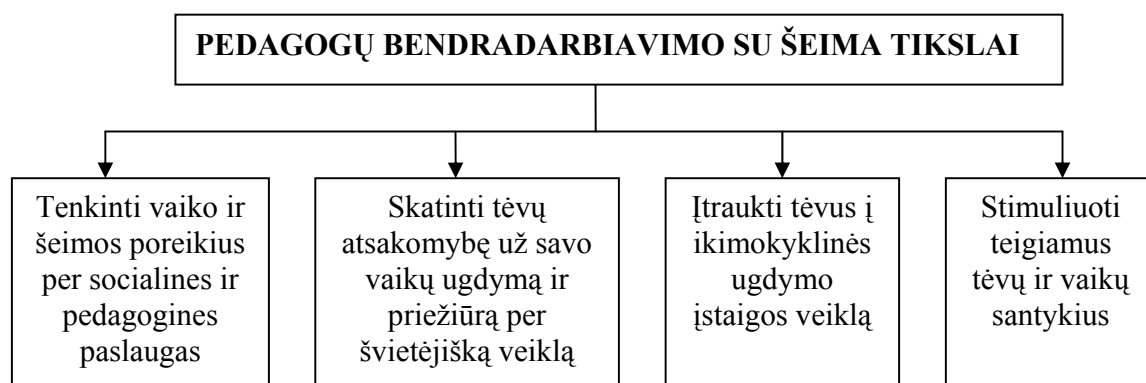 PEDAGOGŲ BENDRADARBIAVIMO SU ŠEIMA TIKSLAI
Tenkinti vaiko ir
šeimos poreikius
per socialines ir
pedagogines
paslaugas
Skatinti tėvų
atsakomybę už savo
vaikų ugdymą ir
priežiūrą per
švietėjišką veiklą
Įtraukti tėvus į
ikimokyklinės
ugdymo
įstaigos veiklą
Stimuliuoti
teigiamus
tėvų ir vaikų
santykius